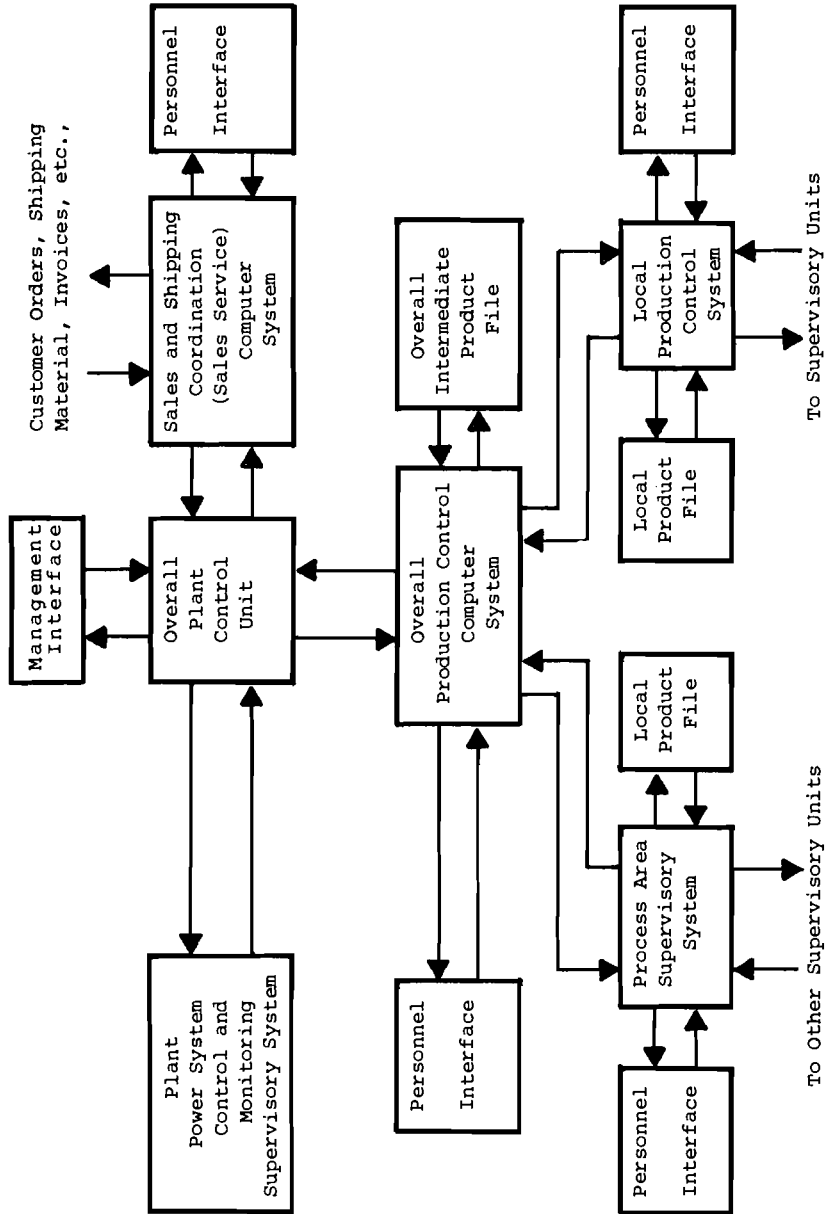 Customer Orders, Shipping
Material, Invoices, etc.,
Management
Interface
Plant
Power System
Control and
Monitoring
Supervisory System
Overall
Plant
Control
Unit
Sales and Shipping
Coordination
(Sales Service)
Computer
System
Personnel
Interface
Personnel
Interface
Overall
Production Control
Computer
System
Overall
Intermediate
Product
File
Personnel
Interface
Process Area
Supervisory
System
Local
Product
File
Local
Product
File
Local
Production
Control
System
Personnel
Interface
To Other Supervisory Units
To Supervisory Units